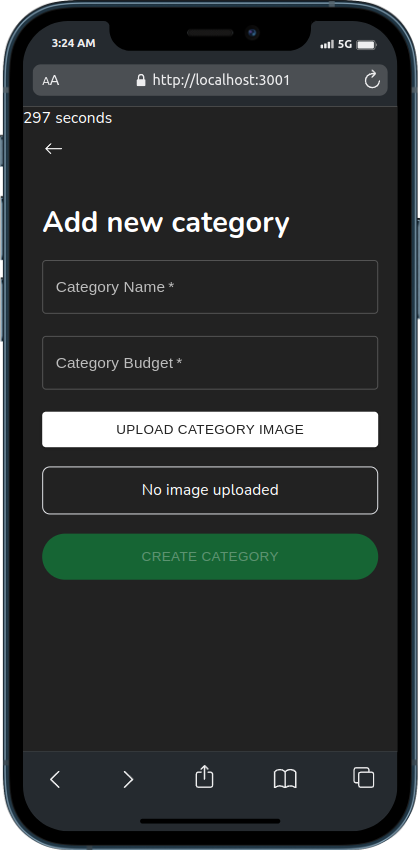 3:24 AM
5G
AA
http://localhost:3001
297 seconds
Add new category
Category Name *
Category Budget *
UPLOAD CATEGORY IMAGE
No image uploaded
CREATE CATEGORY